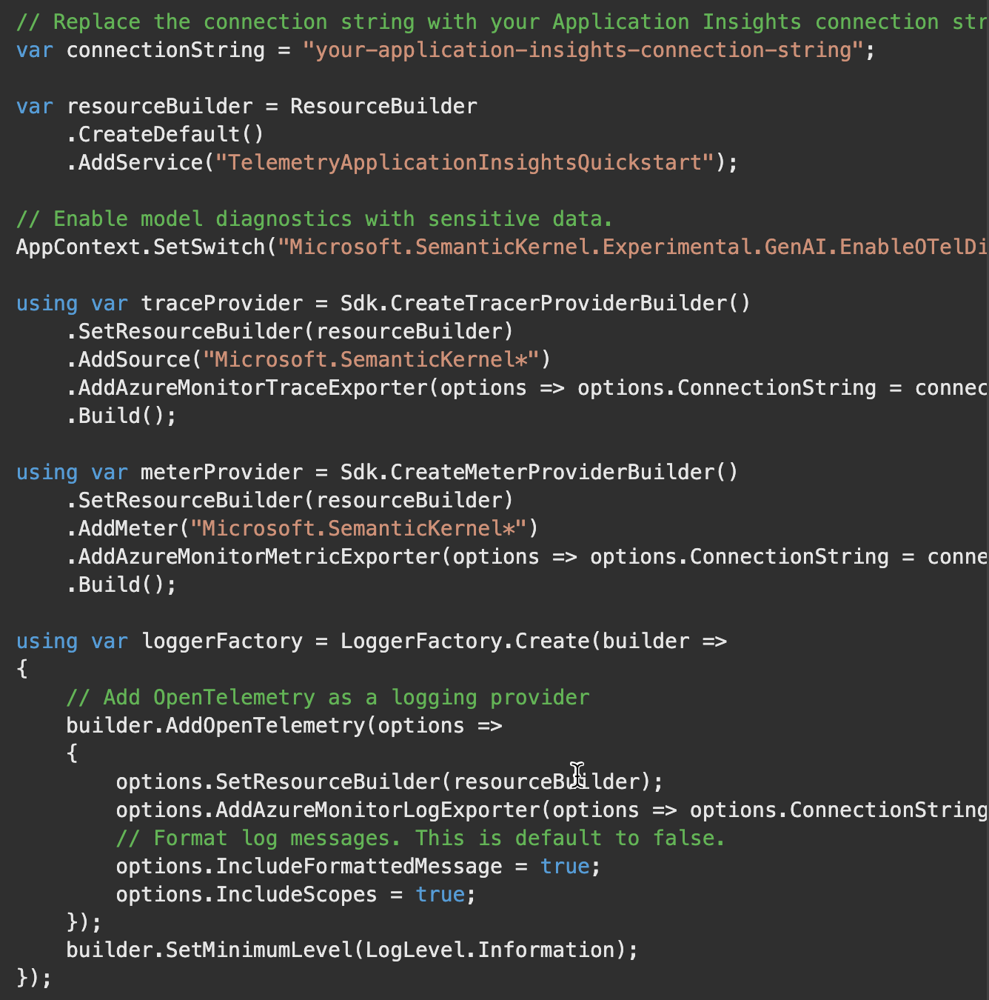 // Replace the connection string with your Application Insights connection str
var connectionString = "your-application-insights-connection-string";
var resourceBuilder = ResourceBuilder
    .CreateDefault()
    .AddService("TelemetryApplicationInsightsQuickstart");
// Enable model diagnostics with sensitive data.
AppContext.SetSwitch("Microsoft.SemanticKernel.Experimental.GenAI.EnableOTelDi
using var traceProvider = Sdk.CreateTracerProviderBuilder()
    .SetResourceBuilder(resourceBuilder)
    .AddSource("Microsoft.SemanticKernel*")
    .AddAzureMonitorTraceExporter(options => options.ConnectionString = connec
    .Build();
using var meterProvider = Sdk.CreateMeterProviderBuilder()
    .SetResourceBuilder(resourceBuilder)
    .AddMeter("Microsoft.SemanticKernel*")
    .AddAzureMonitorMetricExporter(options => options.ConnectionString = conne
    .Build();
using var loggerFactory = LoggerFactory.Create(builder =>
{
    // Add OpenTelemetry as a logging provider
    builder.AddOpenTelemetry(options =>
    {
        options.SetResourceBuilder(resourceBuilder);
        options.AddAzureMonitorLogExporter(options => options.ConnectionString
        // Format log messages. This is default to false.
        options.IncludeFormattedMessage = true;
        options.IncludeScopes = true;
    });
    builder.SetMinimumLevel(LogLevel.Information);
});